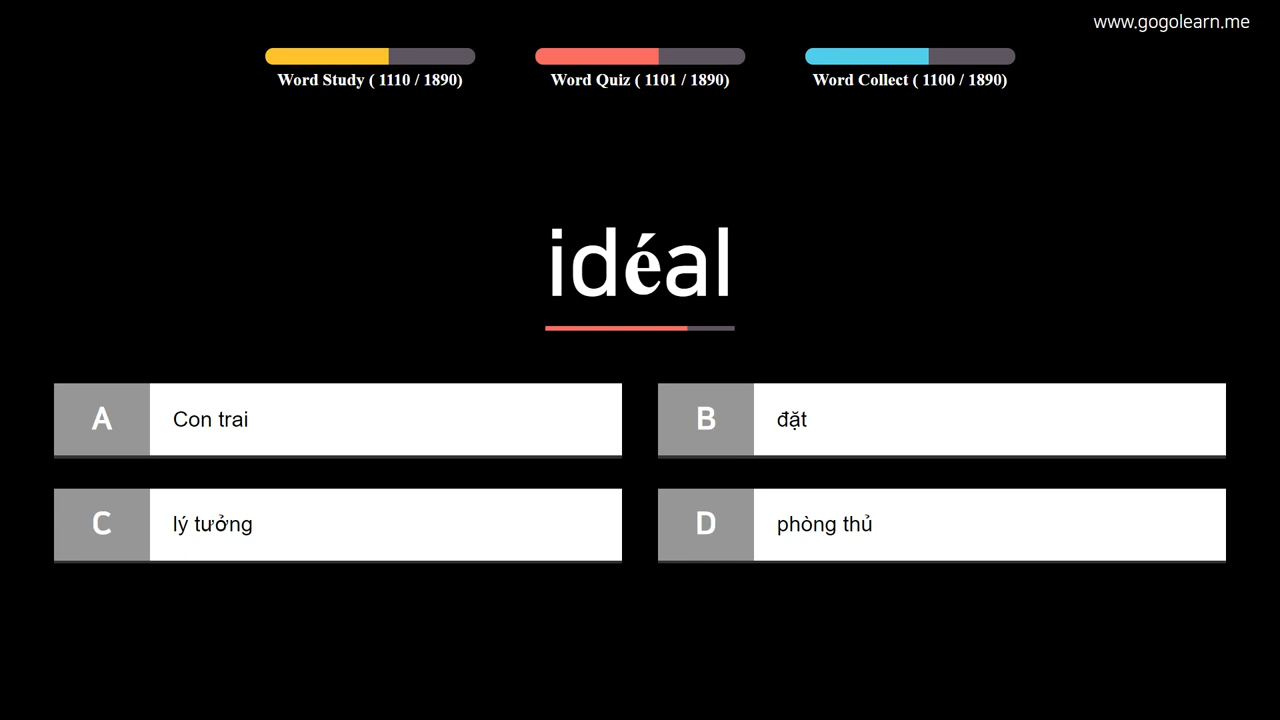 www.gogolearn.me
Word Study ( 1110 / 1890)
Word Quiz ( 1101 / 1890)
Word Collect ( 1100 / 1890)
idéal
A Con trai
B đặt
C lý tưởng
D phòng thủ